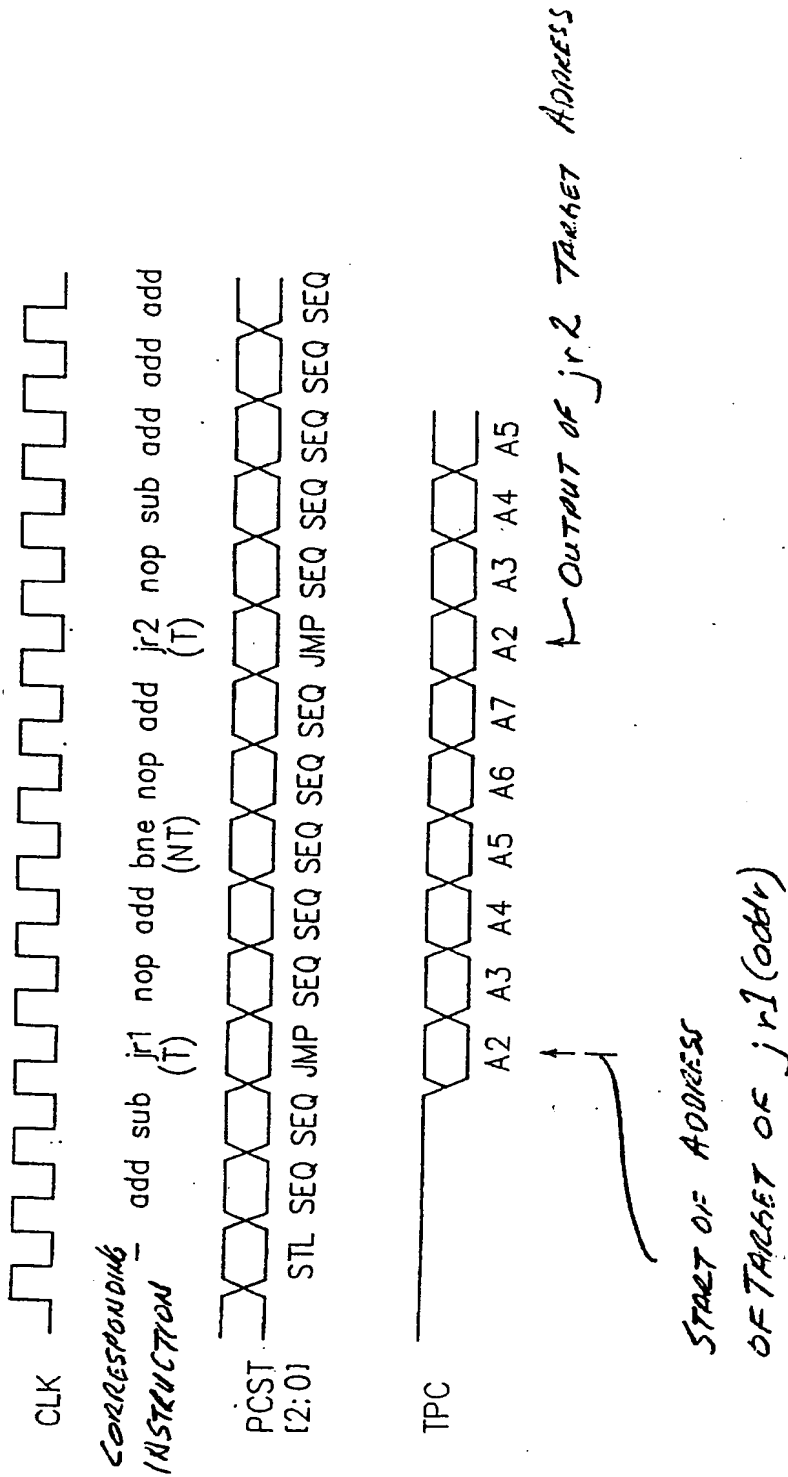 CLK
CORRESPONDING
INSTRUCTION
— add sub jr1 nop add bne nop add jr2 nop sub add add add
(T) (NT) (T)
PCST
[2:0]
STL SEQ SEQ JMP SEQ SEQ SEQ SEQ SEQ JMP SEQ SEQ SEQ SEQ SEQ
TPC
A2 A3 A4 A5 A6 A7 A2 A3 A4 A5
OUTPUT OF jr2 TARGET ADDRESS
START OF ADDRESS
OF TARGET OF jr1 (addr)